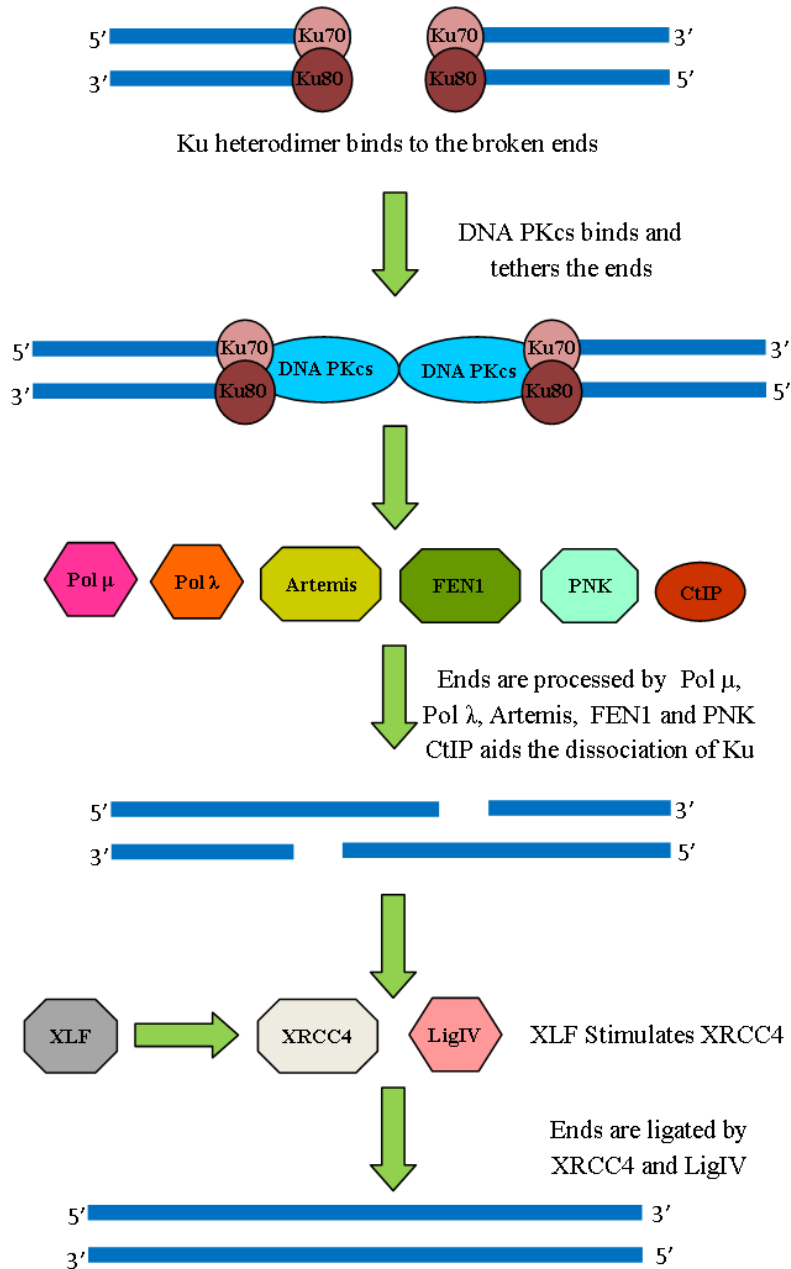 5′ Ku70 Ku70 3′
3′ Ku80 Ku80 5′
Ku heterodimer binds to the broken ends
DNA PKcs binds and
tethers the ends
5′ Ku70 Ku70 3′
DNA PKcs DNA PKcs
3′ Ku80 Ku80 5′
Pol μ Pol λ Artemis FEN1 PNK CtIP
Ends are processed by Pol μ,
Pol λ, Artemis, FEN1 and PNK
CtIP aids the dissociation of Ku
5′ 3′
3′ 5′
XLF XRCC4 LigIV XLF Stimulates XRCC4
Ends are ligated by
XRCC4 and LigIV
5′ 3′
3′ 5′